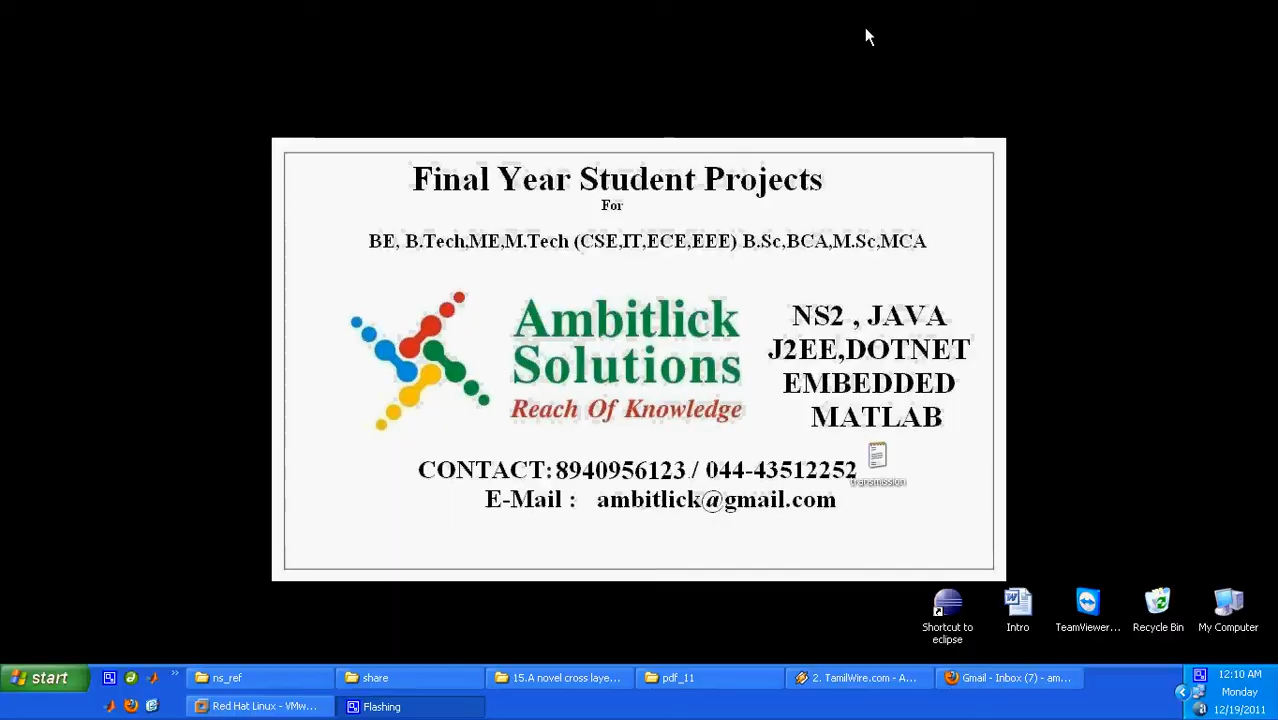 Final Year Student Projects
For
BE, B.Tech,ME,M.Tech (CSE,IT,ECE,EEE) B.Sc,BCA,M.Sc,MCA
Ambitlick
Solutions
Reach Of Knowledge
NS2 , JAVA
J2EE,DOTNET
EMBEDDED
MATLAB
CONTACT: 8940956123 / 044-43512252
E-Mail : ambitlick@gmail.com
transmission
Shortcut to
eclipse
Intro
TeamViewer...
Recycle Bin
My Computer
start
ns_ref
share
15.A novel cross laye...
pdf_11
2. TamilWire.com - A...
Gmail - Inbox (7) - am...
Red Hat Linux - VMw...
Flashing
12:10 AM
Monday
12/19/2011